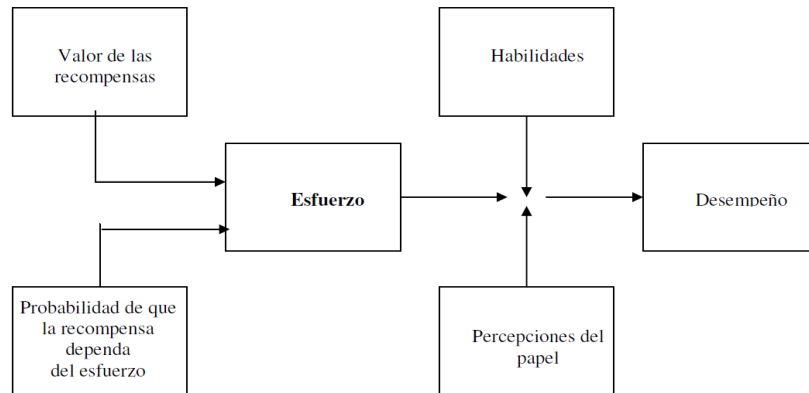 Valor de las
recompensas
Habilidades
Esfuerzo
Desempeño
Probabilidad de que
la recompensa
dependa
del esfuerzo
Percepciones del
papel